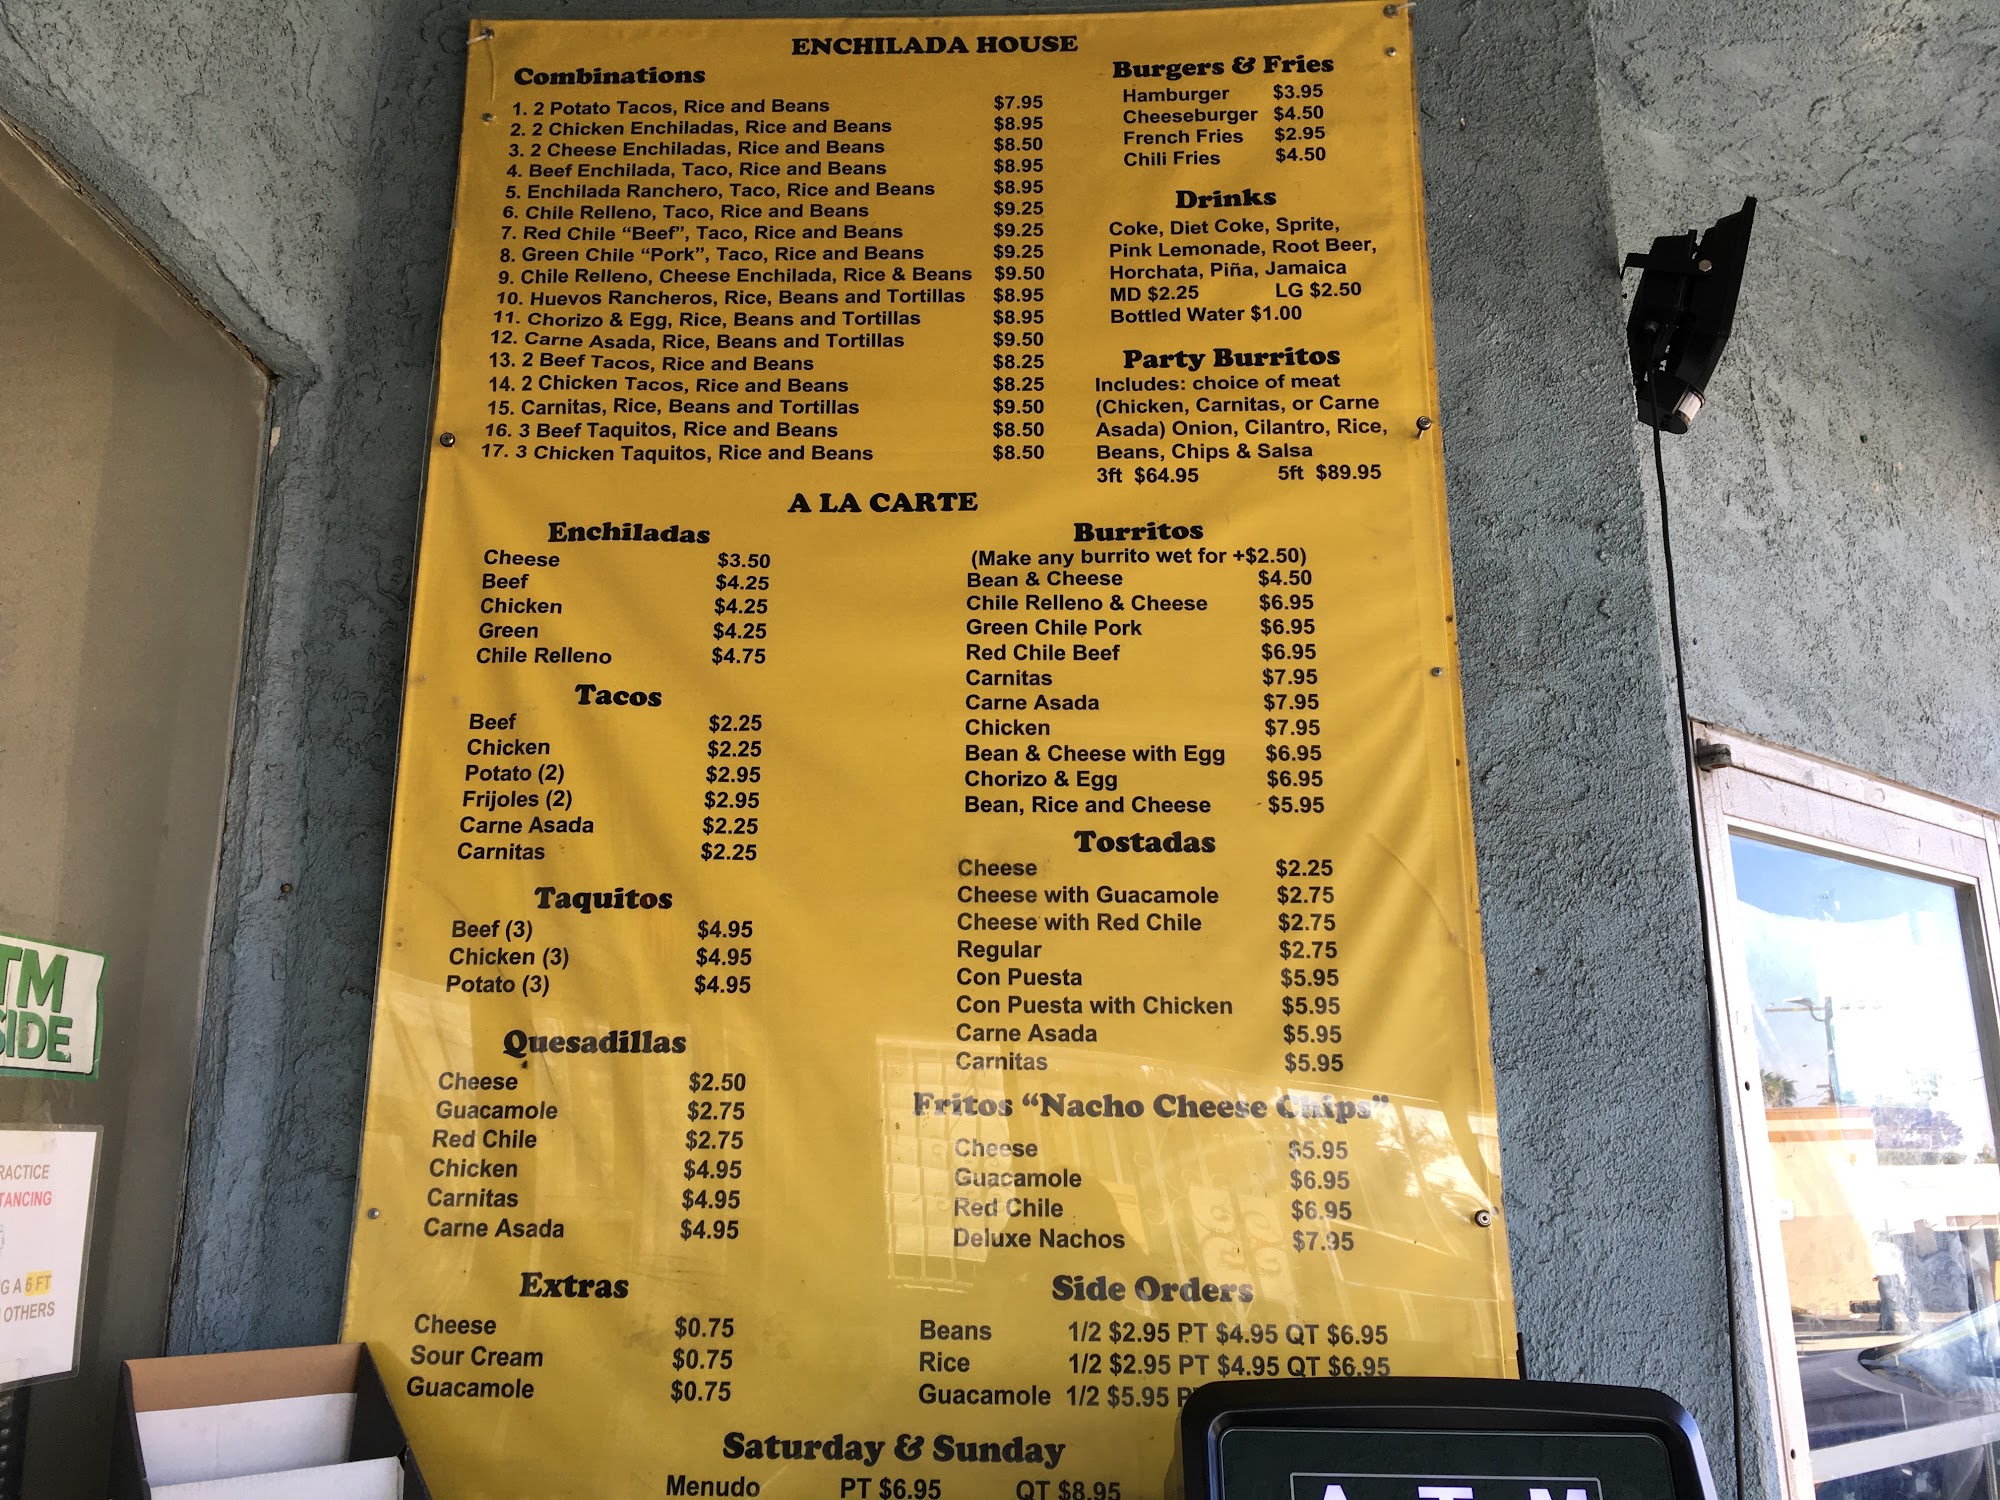 ENCHILADA HOUSE
Combinations
1. 2 Potato Tacos, Rice and Beans $7.95
2. 2 Chicken Enchiladas, Rice and Beans $8.95
3. 2 Cheese Enchiladas, Rice and Beans $8.50
4. Beef Enchilada, Taco, Rice and Beans $8.95
5. Enchilada Ranchero, Taco, Rice and Beans $8.95
6. Chile Relleno, Taco, Rice and Beans $9.25
7. Red Chile “Beef”, Taco, Rice and Beans $9.25
8. Green Chile “Pork”, Taco, Rice and Beans $9.25
9. Chile Relleno, Cheese Enchilada, Rice & Beans $9.50
10. Huevos Rancheros, Rice, Beans and Tortillas $8.95
11. Chorizo & Egg, Rice, Beans and Tortillas $8.95
12. Carne Asada, Rice, Beans and Tortillas $9.50
13. 2 Beef Tacos, Rice and Beans $8.25
14. 2 Chicken Tacos, Rice and Beans $8.25
15. Carnitas, Rice, Beans and Tortillas $9.50
16. 3 Beef Taquitos, Rice and Beans $8.50
17. 3 Chicken Taquitos, Rice and Beans $8.50
Burgers & Fries
Hamburger $3.95
Cheeseburger $4.50
French Fries $2.95
Chili Fries $4.50
Drinks
Coke, Diet Coke, Sprite,
Pink Lemonade, Root Beer,
Horchata, Piña, Jamaica
MD $2.25 LG $2.50
Bottled Water $1.00
Party Burritos
Includes: choice of meat
(Chicken, Carnitas, or Carne
Asada) Onion, Cilantro, Rice,
Beans, Chips & Salsa
3ft $64.95 5ft $89.95
A LA CARTE
Enchiladas
Cheese $3.50
Beef $4.25
Chicken $4.25
Green $4.25
Chile Relleno $4.75
Tacos
Beef $2.25
Chicken $2.25
Potato (2) $2.95
Frijoles (2) $2.95
Carne Asada $2.25
Carnitas $2.25
Taquitos
Beef (3) $4.95
Chicken (3) $4.95
Potato (3) $4.95
Quesadillas
Cheese $2.50
Guacamole $2.75
Red Chile $2.75
Chicken $4.95
Carnitas $4.95
Carne Asada $4.95
Extras
Cheese $0.75
Sour Cream $0.75
Guacamole $0.75
Burritos
(Make any burrito wet for +$2.50)
Bean & Cheese $4.50
Chile Relleno & Cheese $6.95
Green Chile Pork $6.95
Red Chile Beef $6.95
Carnitas $7.95
Carne Asada $7.95
Chicken $7.95
Bean & Cheese with Egg $6.95
Chorizo & Egg $6.95
Bean, Rice and Cheese $5.95
Tostadas
Cheese $2.25
Cheese with Guacamole $2.75
Cheese with Red Chile $2.75
Regular $2.75
Con Puesta $5.95
Con Puesta with Chicken $5.95
Carne Asada $5.95
Carnitas $5.95
Fritos “Nacho Cheese Chips”
Cheese $5.95
Guacamole $6.95
Red Chile $6.95
Deluxe Nachos $7.95
Side Orders
Beans 1/2 $2.95 PT $4.95 QT $6.95
Rice 1/2 $2.95 PT $4.95 QT $6.95
Guacamole 1/2 $5.95 P
Saturday & Sunday
Menudo PT $6.95 QT $8.95
TM
SIDE
RACTICE
TANCING
G A 6 FT
OTHERS
ATM